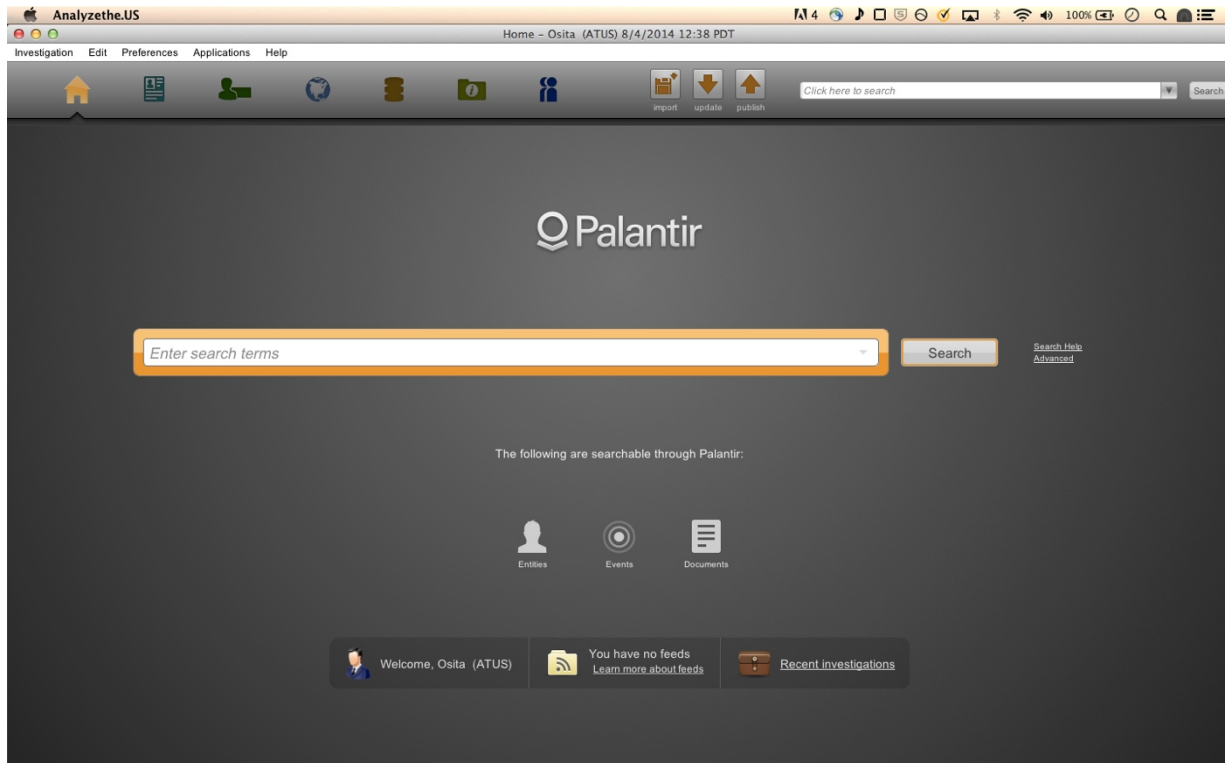 Analyzethe.US 4 100%
Home - Osita (ATUS) 8/4/2014 12:38 PDT
Investigation Edit Preferences Applications Help
Click here to search Search
import update publish
Palantir
Enter search terms Search
Search Help
Advanced
The following are searchable through Palantir:
Entities Events Documents
Welcome, Osita (ATUS)
You have no feeds
Learn more about feeds
Recent investigations